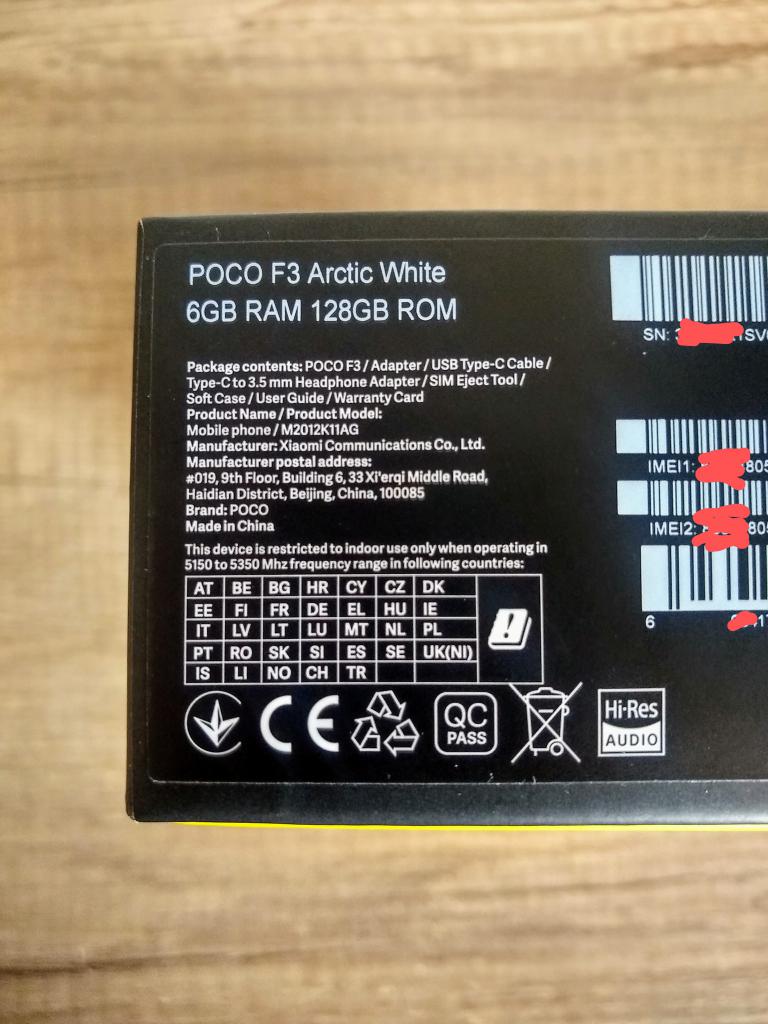 POCO F3 Arctic White
6GB RAM 128GB ROM
Package contents: POCO F3 / Adapter / USB Type-C Cable /
Type-C to 3.5 mm Headphone Adapter / SIM Eject Tool /
Soft Case / User Guide / Warranty Card
Product Name / Product Model:
Mobile phone / M2012K11AG
Manufacturer: Xiaomi Communications Co., Ltd.
Manufacturer postal address:
#019, 9th Floor, Building 6, 33 Xi'erqi Middle Road,
Haidian District, Beijing, China, 100085
Brand: POCO
Made in China
This device is restricted to indoor use only when operating in
5150 to 5350 Mhz frequency range in following countries:
AT BE BG HR CY CZ DK
EE FI FR DE EL HU IE
IT LV LT LU MT NL PL
PT RO SK SI ES SE UK(NI)
IS LI NO CH TR
CE
QC
PASS
Hi-Res
AUDIO
SN:
IMEI1:
IMEI2:
6